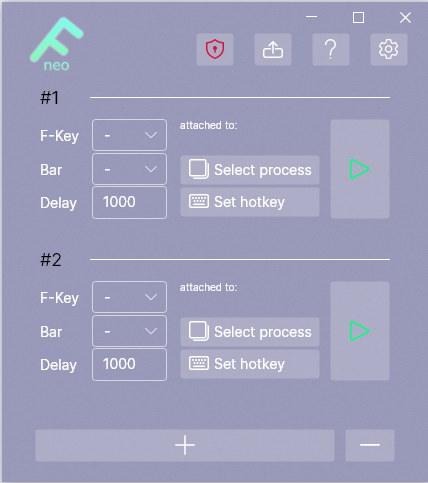 neo
#1
F-Key - attached to:
Bar - Select process
Delay 1000 Set hotkey
#2
F-Key - attached to:
Bar - Select process
Delay 1000 Set hotkey